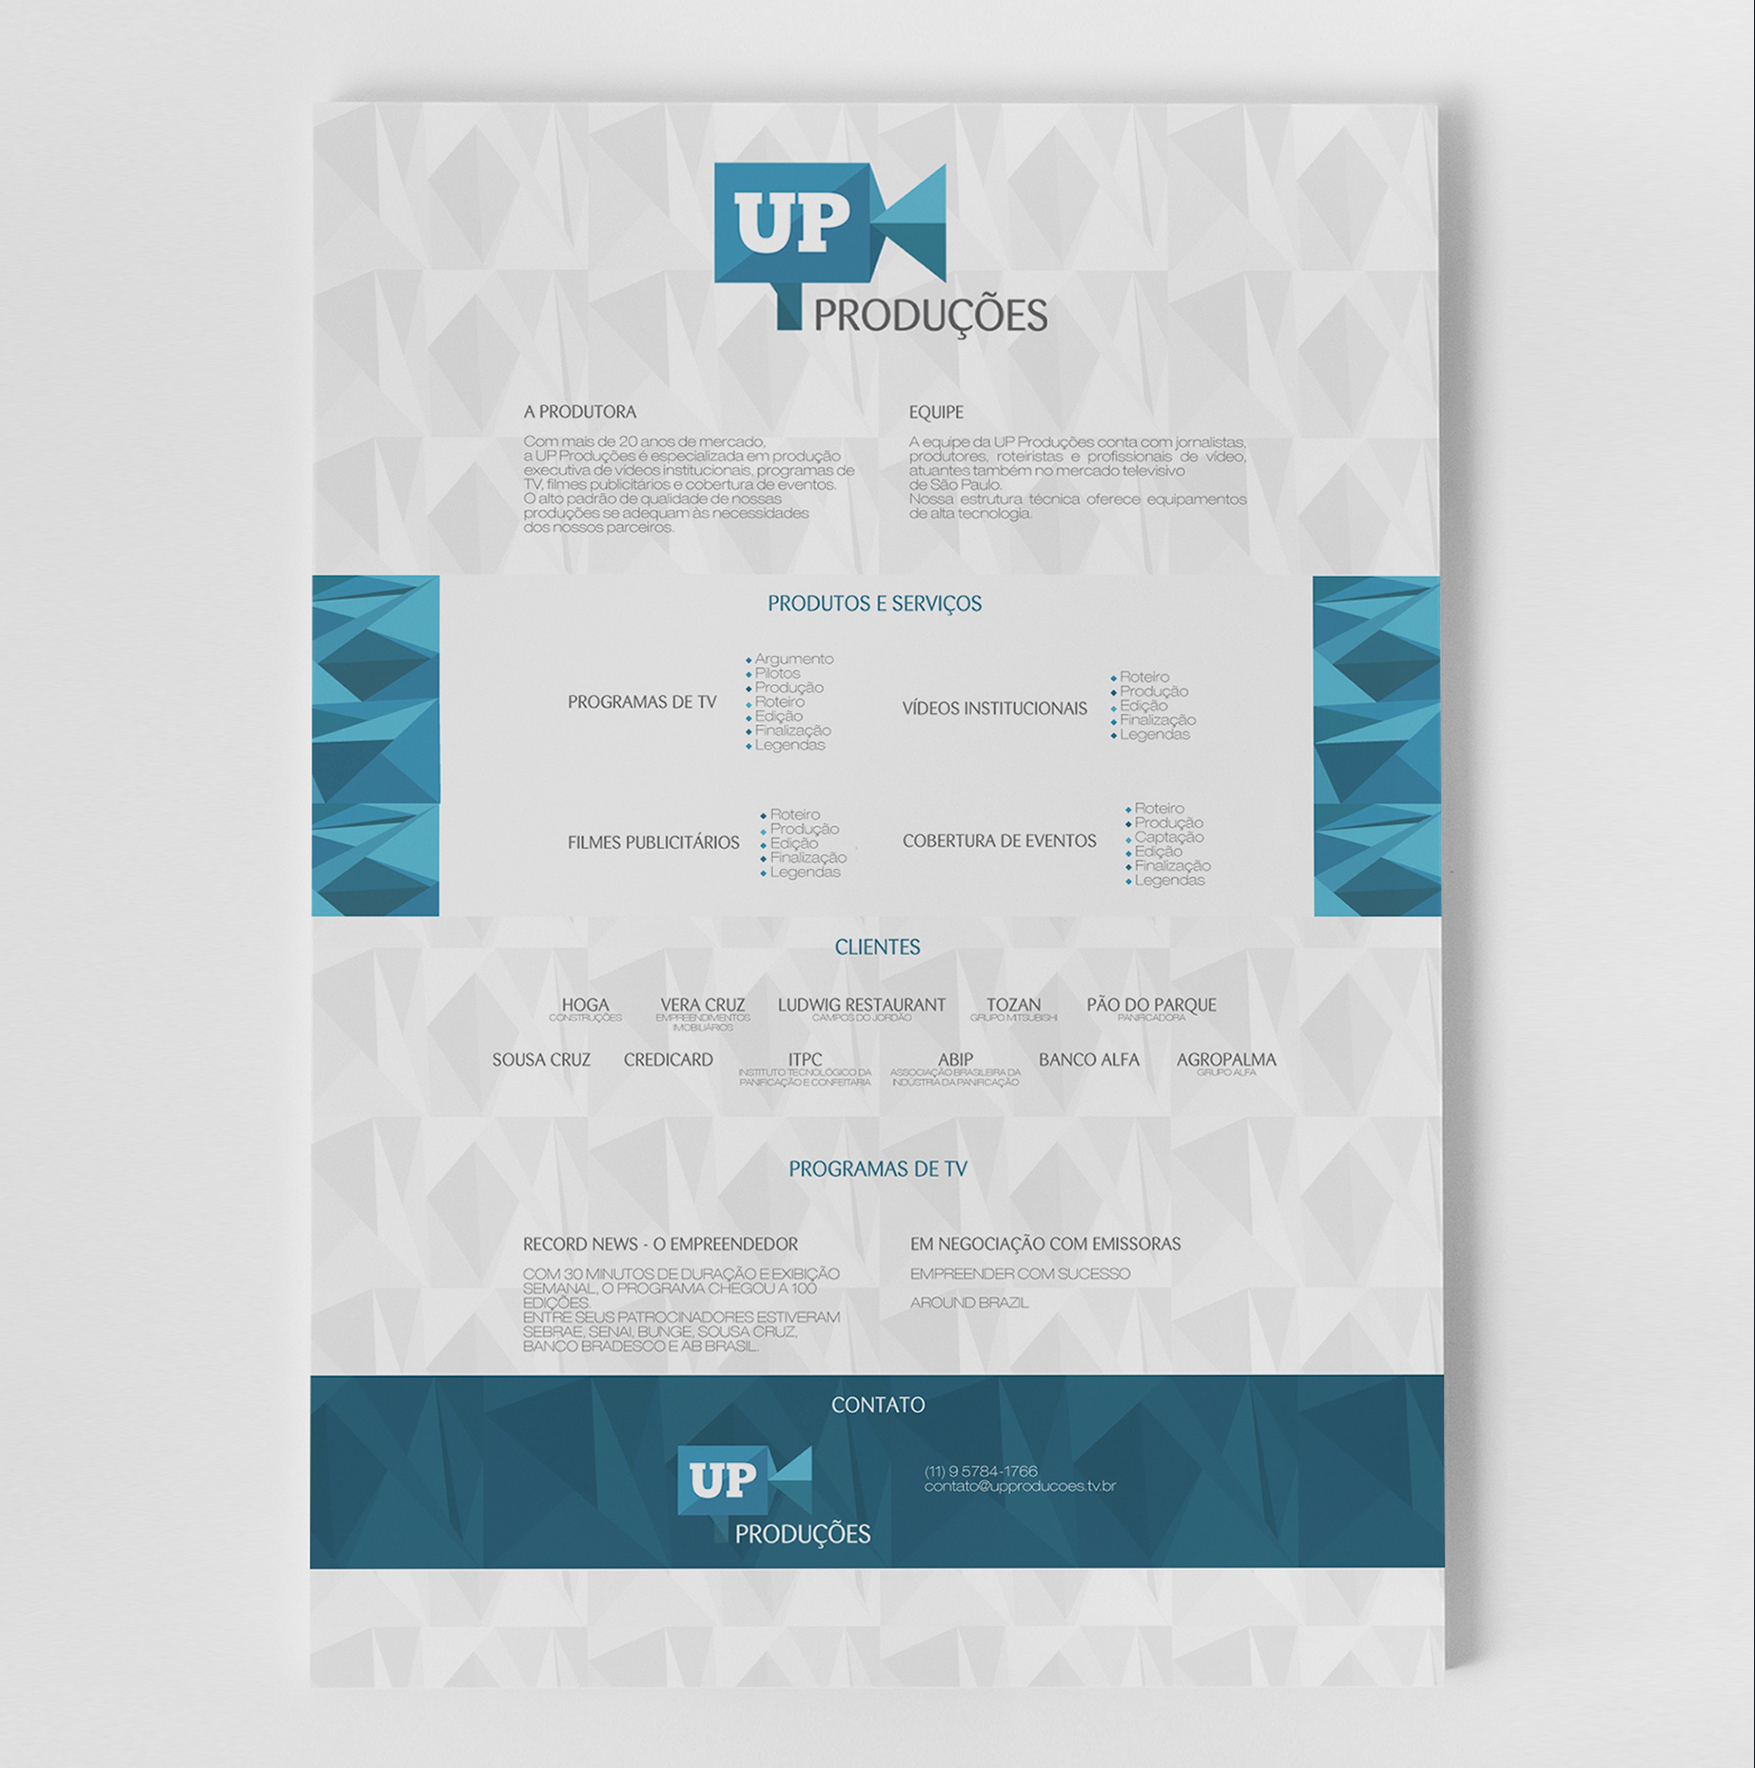 UP
PRODUÇÕES
A PRODUTORA
Com mais de 20 anos de mercado,
a UP Produções é especializada em produção
executiva de vídeos institucionais, programas de
TV, filmes publicitários e cobertura de eventos.
O alto padrão de qualidade de nossas
produções se adequam às necessidades
dos nossos parceiros.
EQUIPE
A equipe da UP Produções conta com jornalistas,
produtores, roteiristas e profissionais de vídeo,
atuantes também no mercado televisivo
de São Paulo.
Nossa estrutura técnica oferece equipamentos
de alta tecnologia.
PRODUTOS E SERVIÇOS
PROGRAMAS DE TV
Argumento
Pilotos
Produção
Roteiro
Edição
Finalização
Legendas
VÍDEOS INSTITUCIONAIS
Roteiro
Produção
Edição
Finalização
Legendas
FILMES PUBLICITÁRIOS
Roteiro
Produção
Edição
Finalização
Legendas
COBERTURA DE EVENTOS
Roteiro
Produção
Captação
Edição
Finalização
Legendas
CLIENTES
HOGA
CONSTRUÇÕES
VERA CRUZ
EMPREENDIMENTOS
IMOBILIÁRIOS
LUDWIG RESTAURANT
CAMPOS DO JORDÃO
TOZAN
GRUPO MITSUBISHI
PÃO DO PARQUE
PANIFICADORA
SOUSA CRUZ
CREDICARD
ITPC
INSTITUTO TECNOLÓGICO DA
PANIFICAÇÃO E CONFEITARIA
ABIP
ASSOCIAÇÃO BRASILEIRA DA
INDÚSTRIA DA PANIFICAÇÃO
BANCO ALFA
AGROPALMA
GRUPO ALFA
PROGRAMAS DE TV
RECORD NEWS - O EMPREENDEDOR
COM 30 MINUTOS DE DURAÇÃO E EXIBIÇÃO
SEMANAL, O PROGRAMA CHEGOU A 100
EDIÇÕES.
ENTRE SEUS PATROCINADORES ESTIVERAM
SEBRAE, SENAI, BUNGE, SOUSA CRUZ,
BANCO BRADESCO E AB BRASIL.
EM NEGOCIAÇÃO COM EMISSORAS
EMPREENDER COM SUCESSO
AROUND BRAZIL
CONTATO
UP
PRODUÇÕES
(11) 9 5784-1766
contato@upproducoes.tv.br